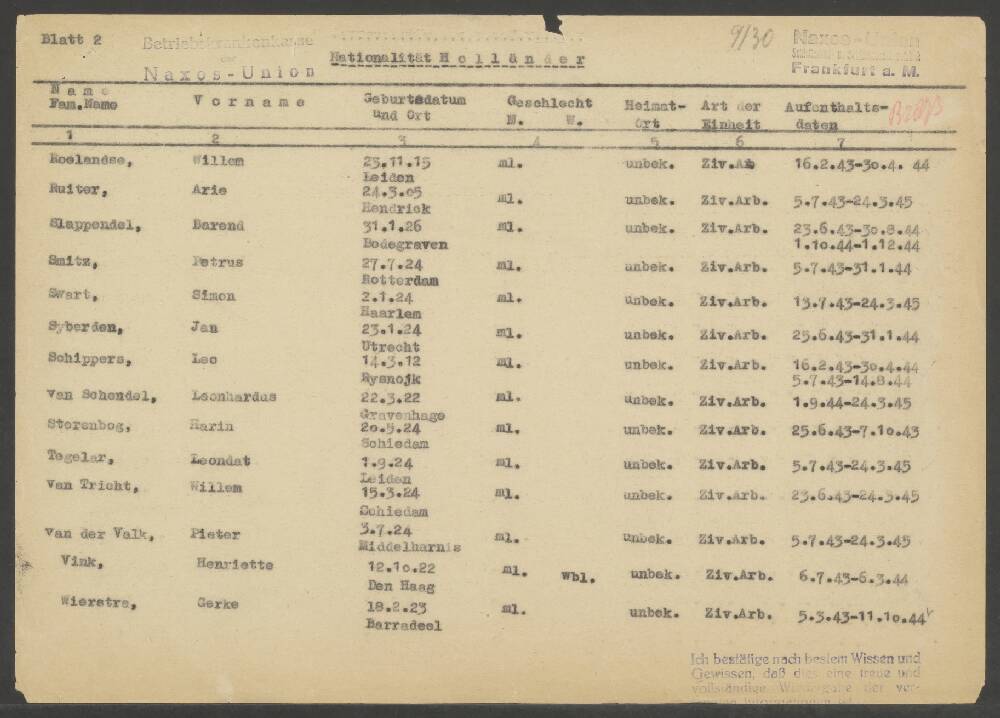 Blatt 2 Betriebskrankenkasse der Naxos-Union
Nationalität Holländer
9/30
Naxos-Union
Frankfurt a. M.
Name Fam.Name Vorname Geburtsdatum und Ort Geschlecht M. W. Heimat-Ort Art der Einheit Aufenthalts-daten
1 2 3 4 5 6 7
Roelandse, Willem 23.11.15 ml. unbek. Ziv.A 16.2.43-30.4. 44
Leiden
Ruiter, Arie 24.3.05 ml. unbek. Ziv.Arb. 5.7.43-24.3.45
Hendrick
Slappendel, Barend 31.1.26 ml. unbek. Ziv.Arb. 23.6.43-30.8.44
Bodegraven 1.10.44-1.12.44
Smitz, Petrus 27.7.24 ml. unbek. Ziv.Arb. 5.7.43-31.1.44
Rotterdam
Swart, Simon 2.1.24 ml. unbek. Ziv.Arb. 13.7.43-24.3.45
Haarlem
Syberden, Jan 23.1.24 ml. unbek. Ziv.Arb. 25.6.43-31.1.44
Utrecht
Schippers, Leo 14.3.12 ml. unbek. Ziv.Arb. 16.2.43-30.4.44
Rysnojk 5.7.43-14.8.44
van Schendel, Leonhardus 22.3.22 ml. unbek. Ziv.Arb. 1.9.44-24.3.45
Gravenhage
Storenbog, Harin 20.5.24 ml. unbek. Ziv.Arb. 25.6.43-7.10.43
Schiedam
Tegelar, Leondat 1.9.24 ml. unbek. Ziv.Arb. 5.7.43-24.3.45
Leiden
van Tricht, Willem 15.3.24 ml. unbek. Ziv.Arb. 23.6.43-24.3.45
Schiedam
van der Valk, Pieter 3.7.24 ml. unbek. Ziv.Arb. 5.7.43-24.3.45
Middelharnis
Vink, Henriette 12.10.22 ml. Wbl. unbek. Ziv.Arb. 6.7.43-6.3.44
Den Haag
Wierstra, Gerke 18.2.23 ml. unbek. Ziv.Arb. 5.3.43-11.10.44
Barradeel
Ich bestätige nach bestem Wissen und
Gewissen, daß dies eine treue und
vollständige Wiedergabe der ver-